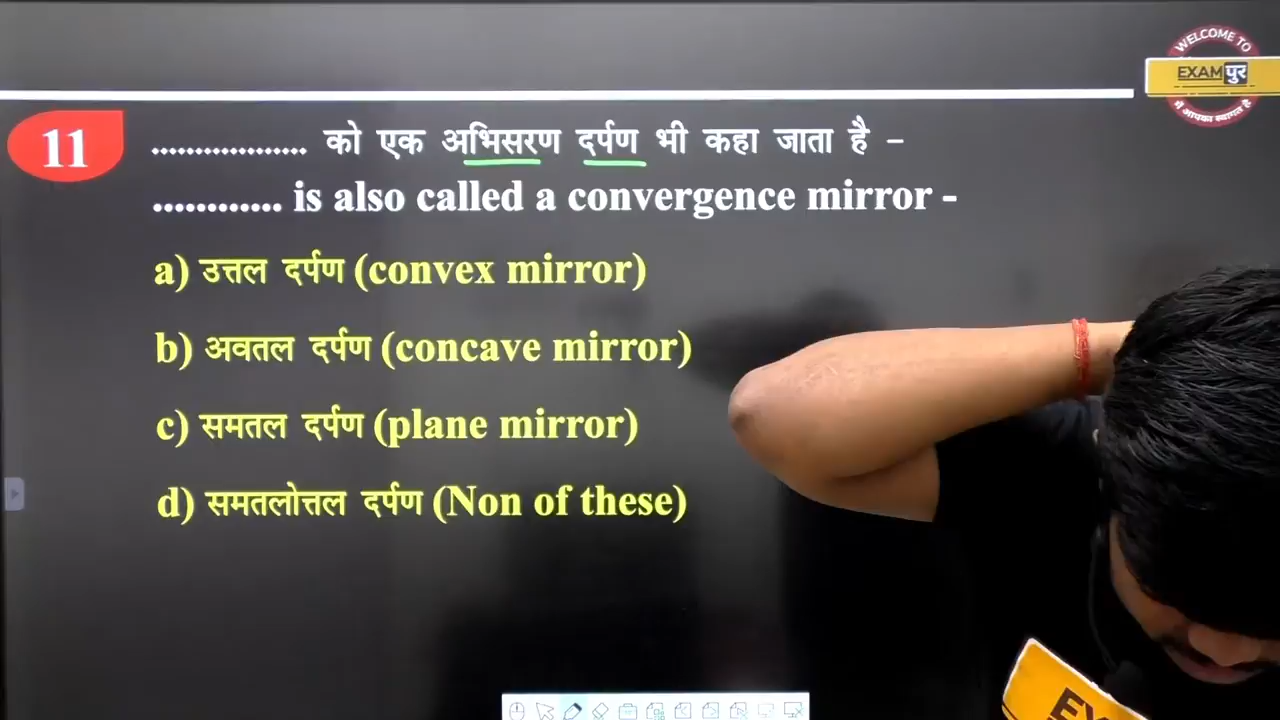 WELCOME TO
EXAMपुर
में आपका स्वागत है
11
................... को एक अभिसरण दर्पण भी कहा जाता है –
............ is also called a convergence mirror -
a) उत्तल दर्पण (convex mirror)
b) अवतल दर्पण (concave mirror)
c) समतल दर्पण (plane mirror)
d) समतलोत्तल दर्पण (Non of these)